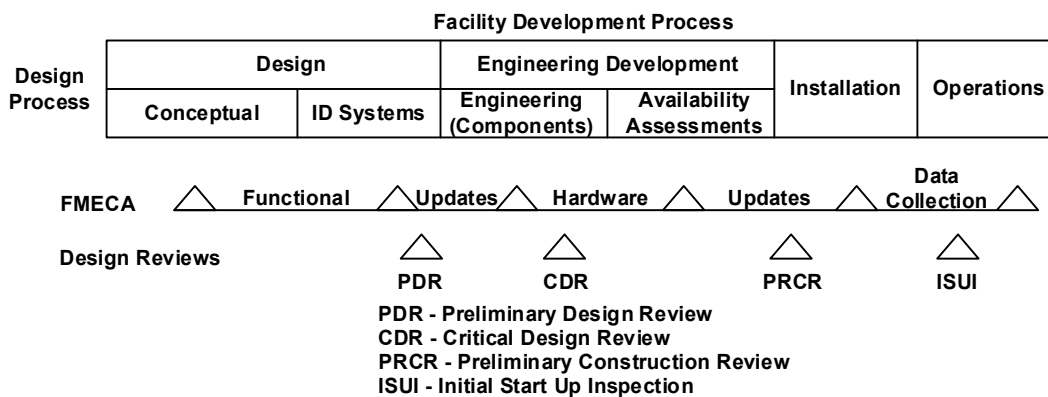 Facility Development Process
Design Process
Design
Engineering Development
Installation
Operations
Conceptual
ID Systems
Engineering (Components)
Availability Assessments
FMECA
Functional
Updates
Hardware
Updates
Data Collection
Design Reviews
PDR
CDR
PRCR
ISUI
PDR - Preliminary Design Review
CDR - Critical Design Review
PRCR - Preliminary Construction Review
ISUI - Initial Start Up Inspection